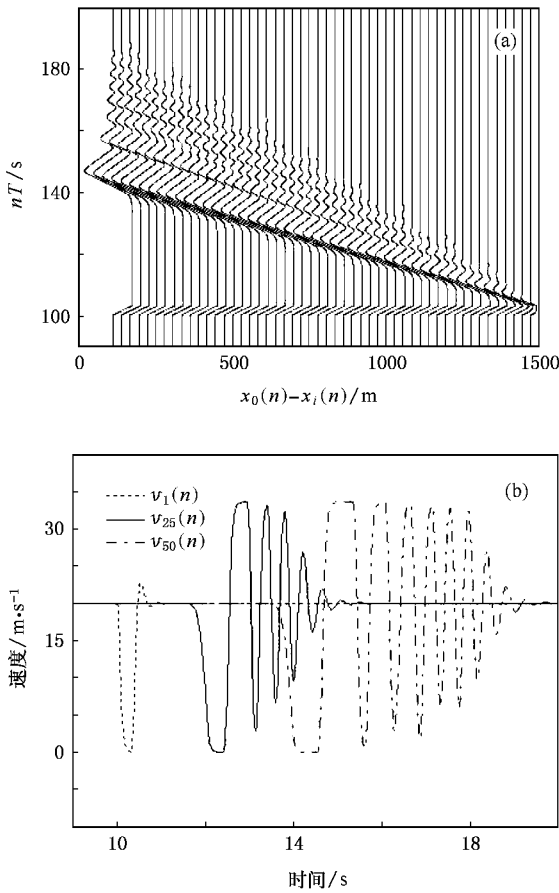 (a)
180
140
100
nT/s
0
500
1000
1500
x₀(n)−xᵢ(n)/m
(b)
v₁(n)
v₂₅(n)
v₅₀(n)
30
15
0
速度/m·s⁻¹
10
14
18
时间/s